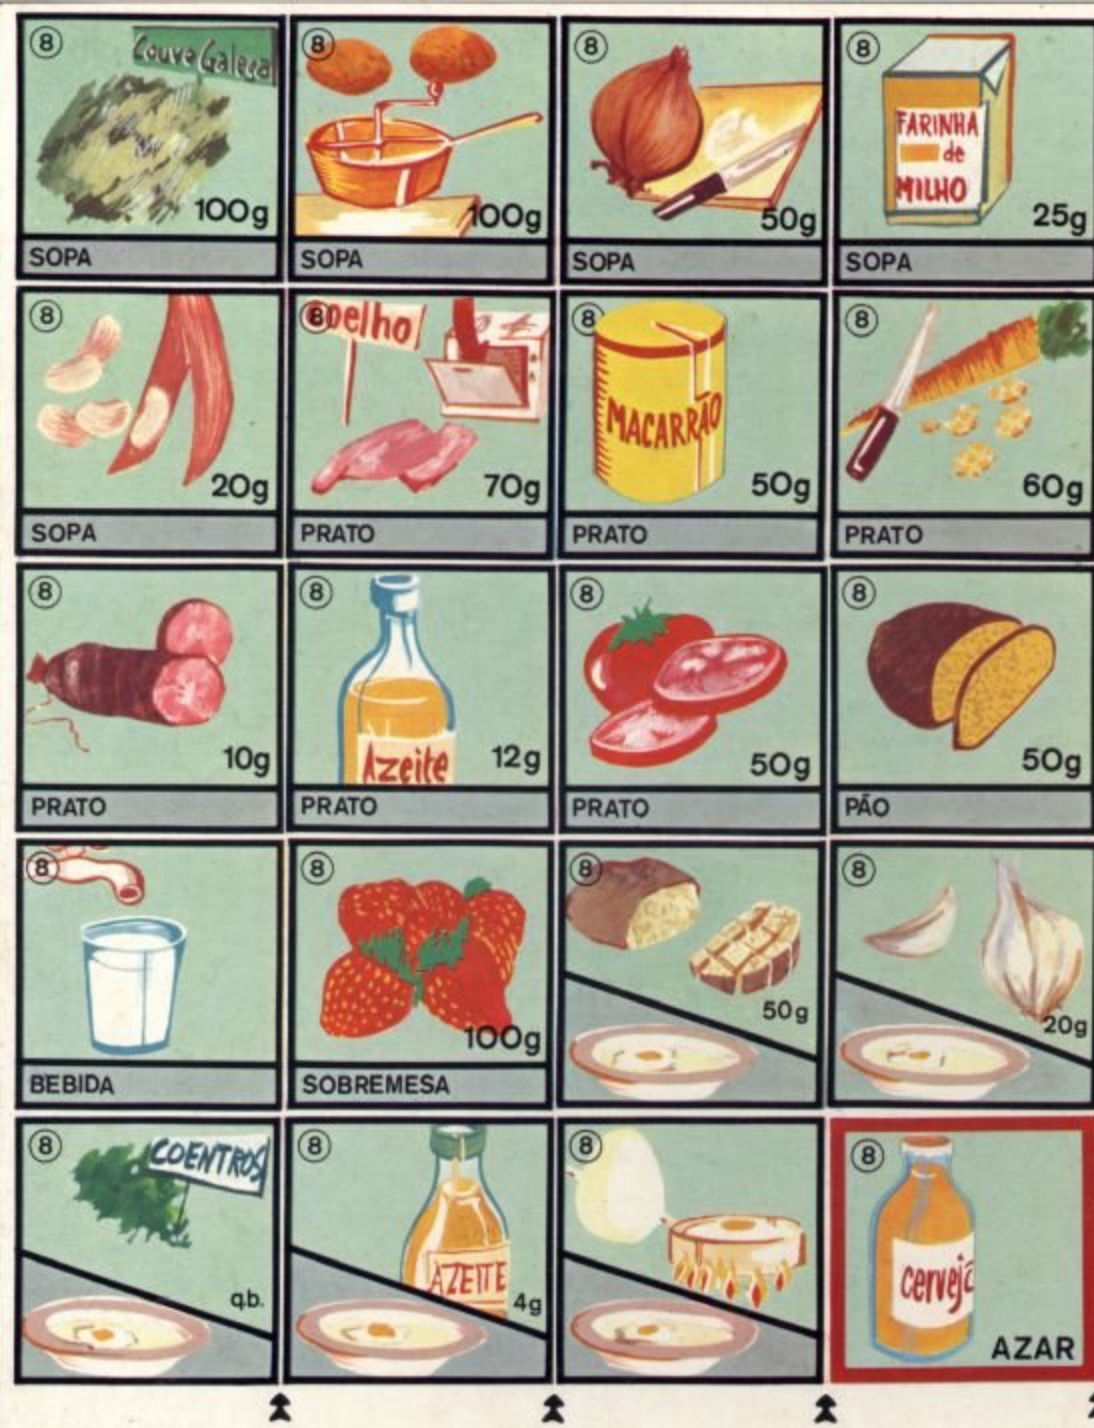 8
Couve Galega
100g
SOPA
8
100g
SOPA
8
50g
SOPA
8
FARINHA
de
MILHO
25g
SOPA
8
20g
SOPA
8
Coelho
70g
PRATO
8
MACARRÃO
50g
PRATO
8
60g
PRATO
8
10g
PRATO
8
Azeite
12g
PRATO
8
50g
PRATO
8
50g
PÃO
8
BEBIDA
8
100g
SOBREMESA
8
50g
8
20g
8
COENTROS
q.b.
8
AZEITE
4g
8
8
cerveja
AZAR